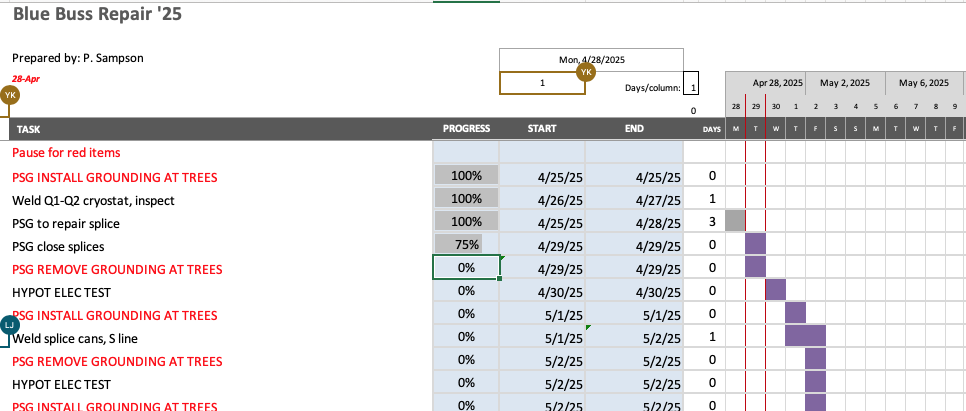 Blue Buss Repair '25
Prepared by: P. Sampson
Mon, 4/28/2025
28-Apr
YK
1
YK
Days/column: 1
Apr 28, 2025 May 2, 2025 May 6, 2025
0
28 29 30 1 2 3 4 5 6 7 8 9
TASK PROGRESS START END DAYS M T W T F S S M T W T F
Pause for red items
PSG INSTALL GROUNDING AT TREES 100% 4/25/25 4/25/25 0
Weld Q1-Q2 cryostat, inspect 100% 4/26/25 4/27/25 1
PSG to repair splice 100% 4/25/25 4/28/25 3
PSG close splices 75% 4/29/25 4/29/25 0
PSG REMOVE GROUNDING AT TREES 0% 4/29/25 4/29/25 0
HYPOT ELEC TEST 0% 4/30/25 4/30/25 0
PSG INSTALL GROUNDING AT TREES 0% 5/1/25 5/1/25 0
LJ
Weld splice cans, S line 0% 5/1/25 5/2/25 1
PSG REMOVE GROUNDING AT TREES 0% 5/2/25 5/2/25 0
HYPOT ELEC TEST 0% 5/2/25 5/2/25 0
PSG INSTALL GROUNDING AT TREES 0% 5/2/25 5/2/25 0